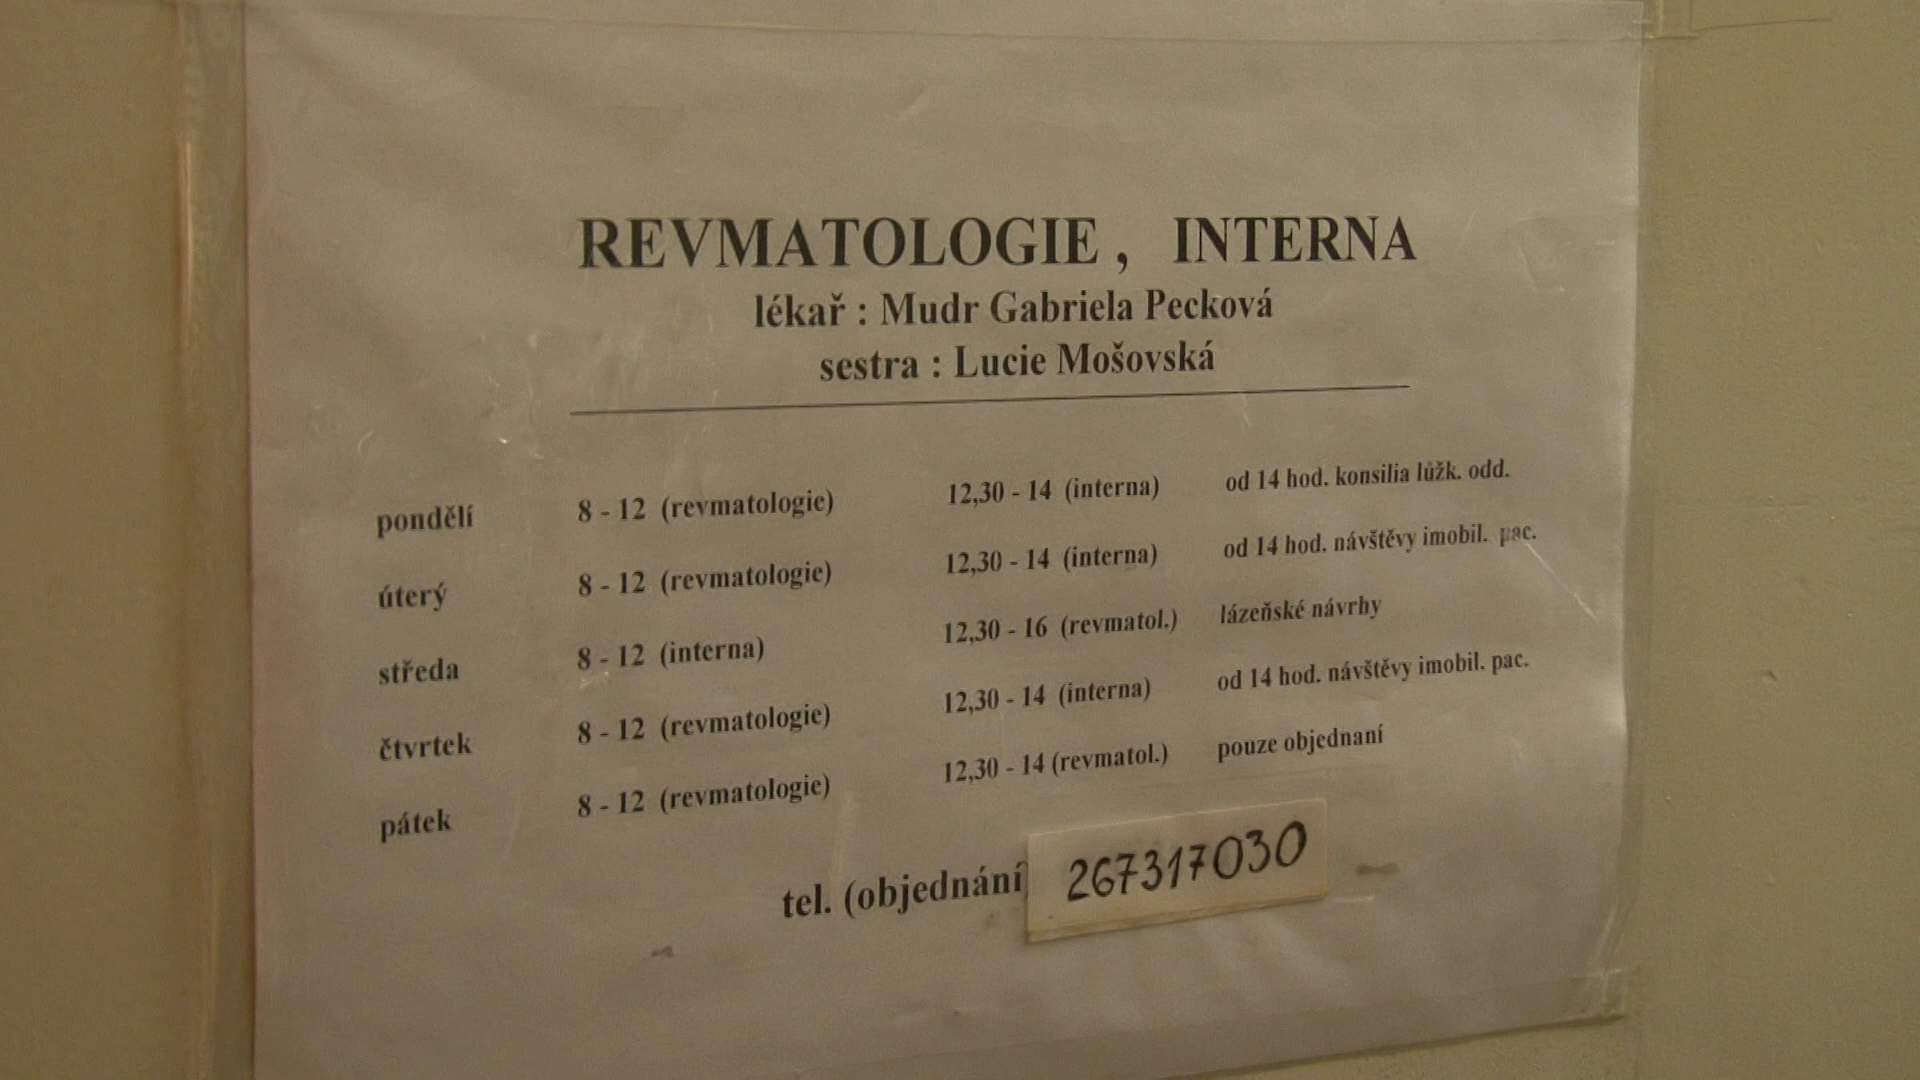 REVMATOLOGIE , INTERNA
lékař : Mudr Gabriela Pecková
sestra : Lucie Mošovská
pondělí 8 - 12 (revmatologie) 12,30 - 14 (interna) od 14 hod. konsilia lůžk. odd.
úterý 8 - 12 (revmatologie) 12,30 - 14 (interna) od 14 hod. návštěvy imobil. pac.
středa 8 - 12 (interna) 12,30 - 16 (revmatol.) lázeňské návrhy
čtvrtek 8 - 12 (revmatologie) 12,30 - 14 (interna) od 14 hod. návštěvy imobil. pac.
pátek 8 - 12 (revmatologie) 12,30 - 14 (revmatol.) pouze objednaní
tel. (objednání) 267317030